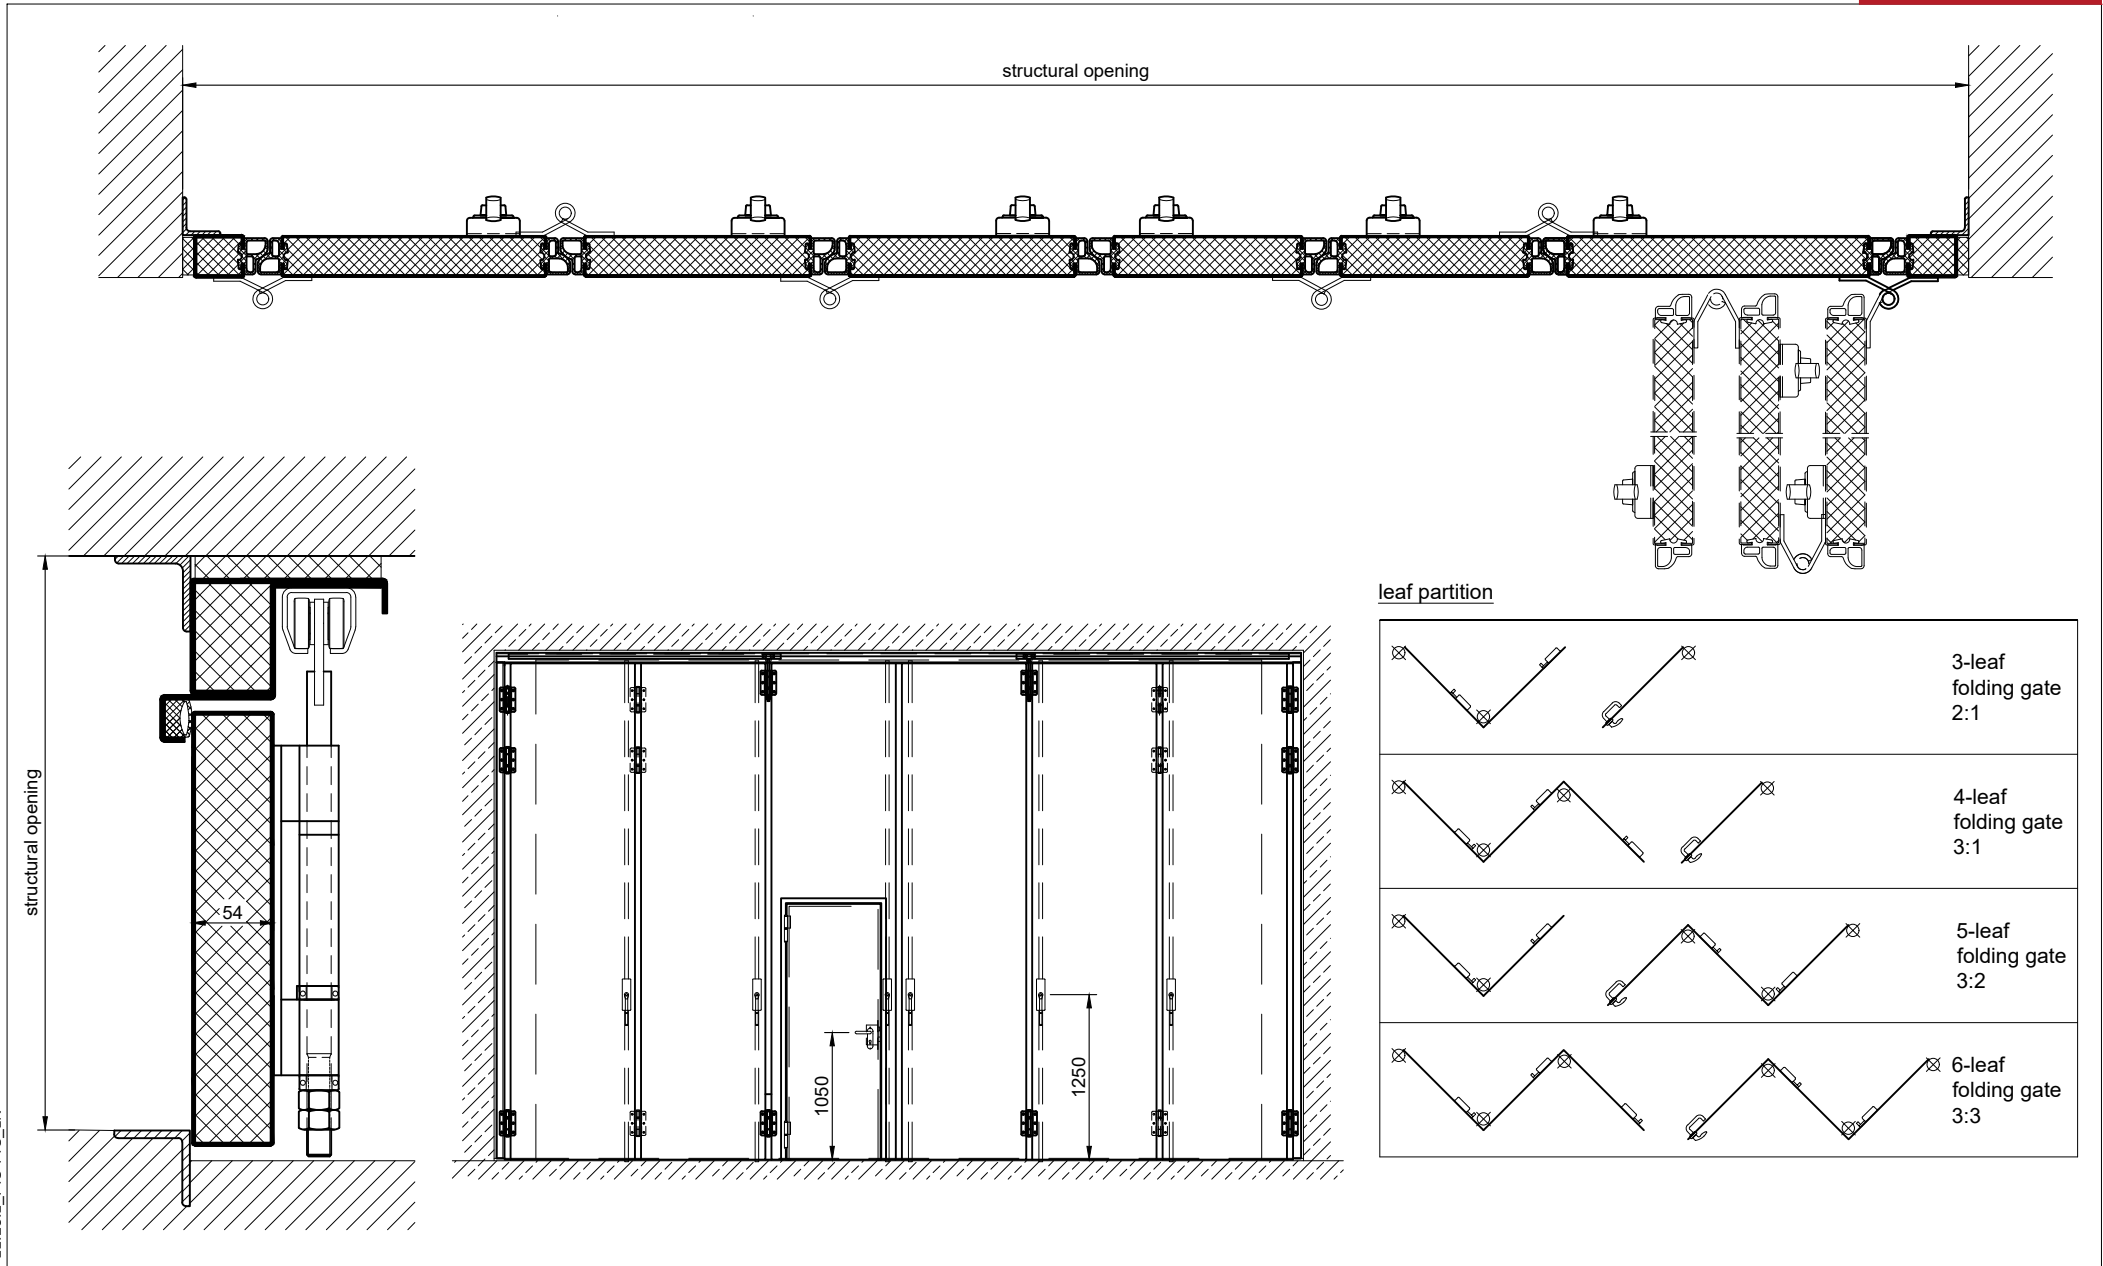 structural opening
structural opening
54
1050
1250
leaf partition
3-leaf
folding gate
2:1
4-leaf
folding gate
3:1
5-leaf
folding gate
3:2
6-leaf
folding gate
3:3